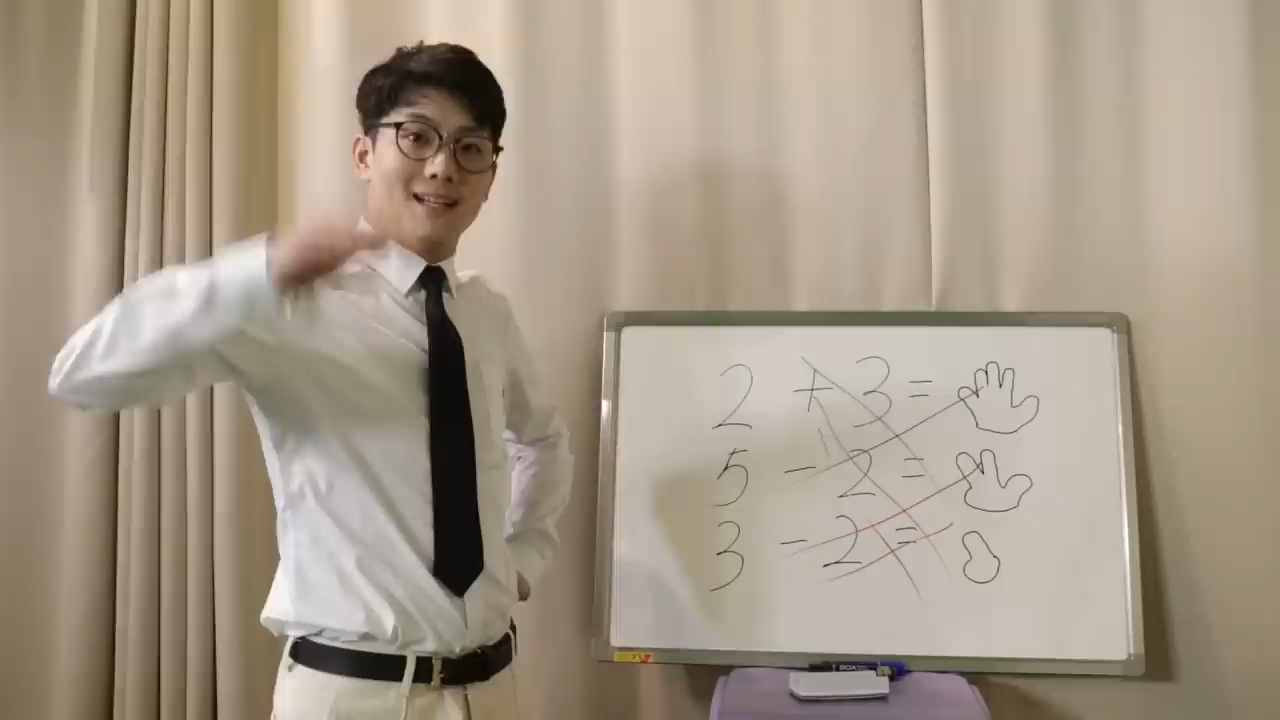 2 + 3 =
5 - 2 =
3 - 2 =